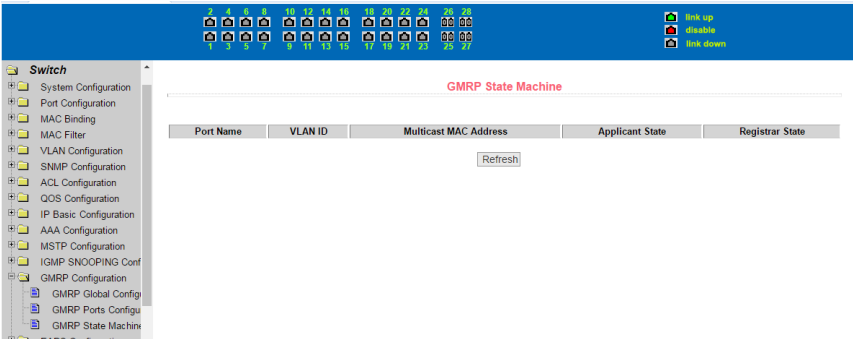 2 4 6 8 10 12 14 16 18 20 22 24 26 28
1 3 5 7 9 11 13 15 17 19 21 23 25 27
link up
disable
link down
Switch
System Configuration
Port Configuration
MAC Binding
MAC Filter
VLAN Configuration
SNMP Configuration
ACL Configuration
QOS Configuration
IP Basic Configuration
AAA Configuration
MSTP Configuration
IGMP SNOOPING Conf
GMRP Configuration
GMRP Global Configu
GMRP Ports Configu
GMRP State Machine
GMRP State Machine
Port Name VLAN ID Multicast MAC Address Applicant State Registrar State
Refresh